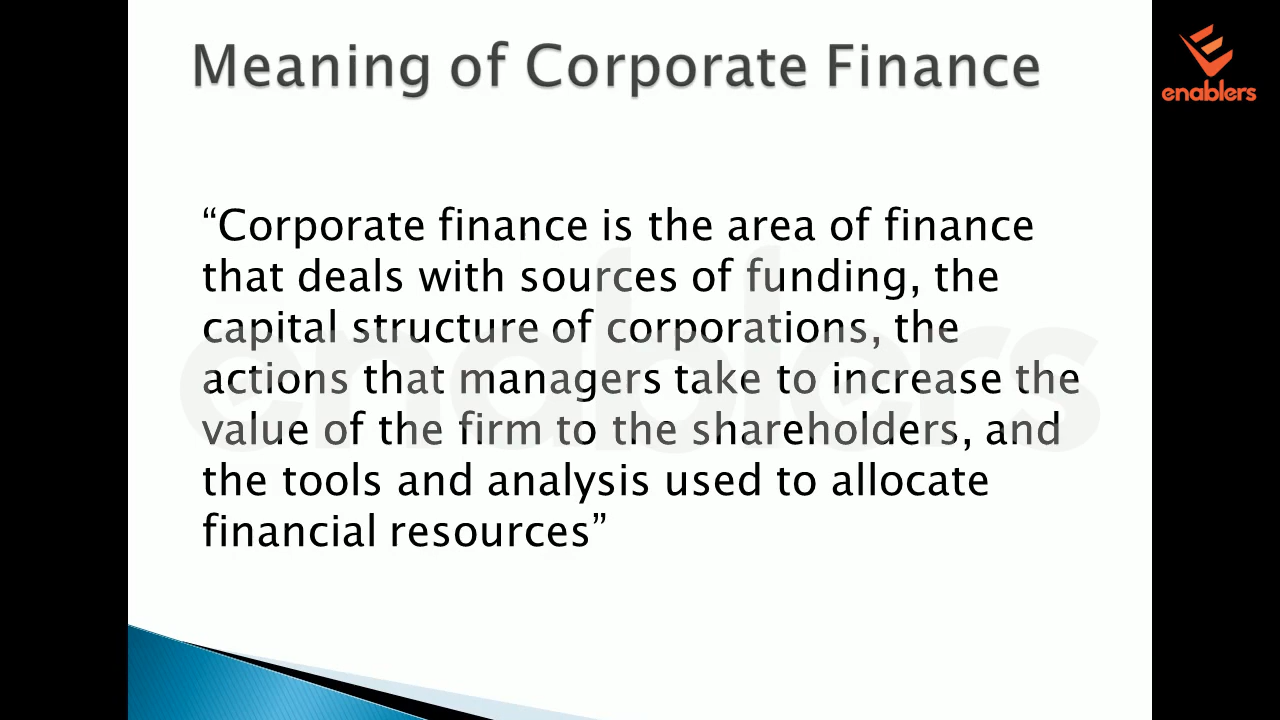 Meaning of Corporate Finance
enablers
“Corporate finance is the area of finance
that deals with sources of funding, the
capital structure of corporations, the
actions that managers take to increase the
value of the firm to the shareholders, and
the tools and analysis used to allocate
financial resources”
enablers